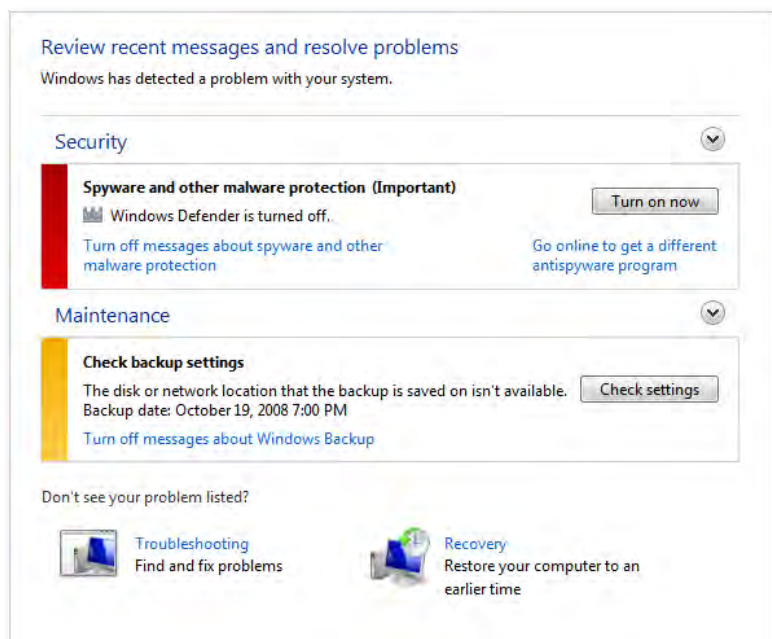 Review recent messages and resolve problems
Windows has detected a problem with your system.
Security
Spyware and other malware protection (Important)
Turn on now
Windows Defender is turned off.
Turn off messages about spyware and other
malware protection
Go online to get a different
antispyware program
Maintenance
Check backup settings
The disk or network location that the backup is saved on isn't available.
Backup date: October 19, 2008 7:00 PM
Check settings
Turn off messages about Windows Backup
Don't see your problem listed?
Troubleshooting
Find and fix problems
Recovery
Restore your computer to an
earlier time